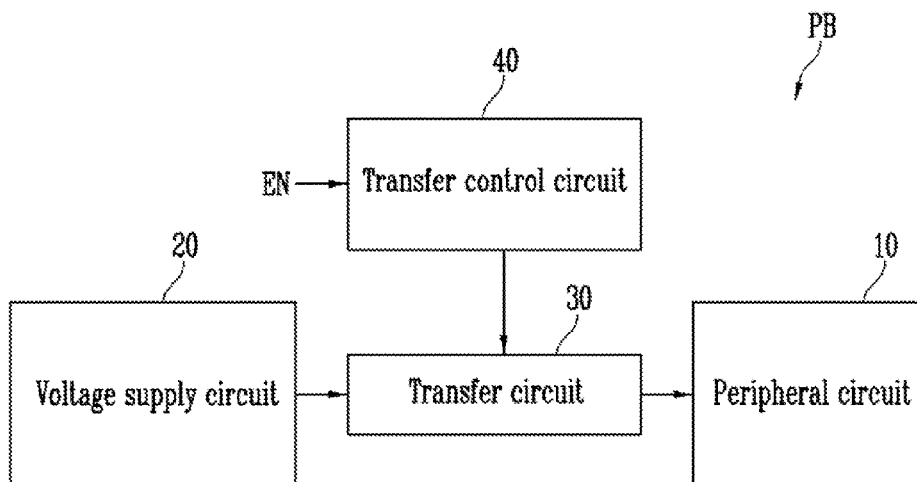 PB
40
EN
Transfer control circuit
20
10
30
Voltage supply circuit
Transfer circuit
Peripheral circuit